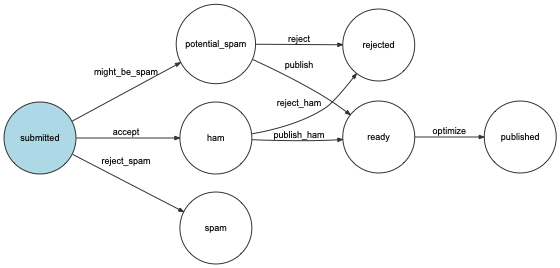 potential_spam
reject
rejected
might_be_spam
publish
reject_ham
submitted
accept
ham
publish_ham
ready
optimize
published
reject_spam
spam